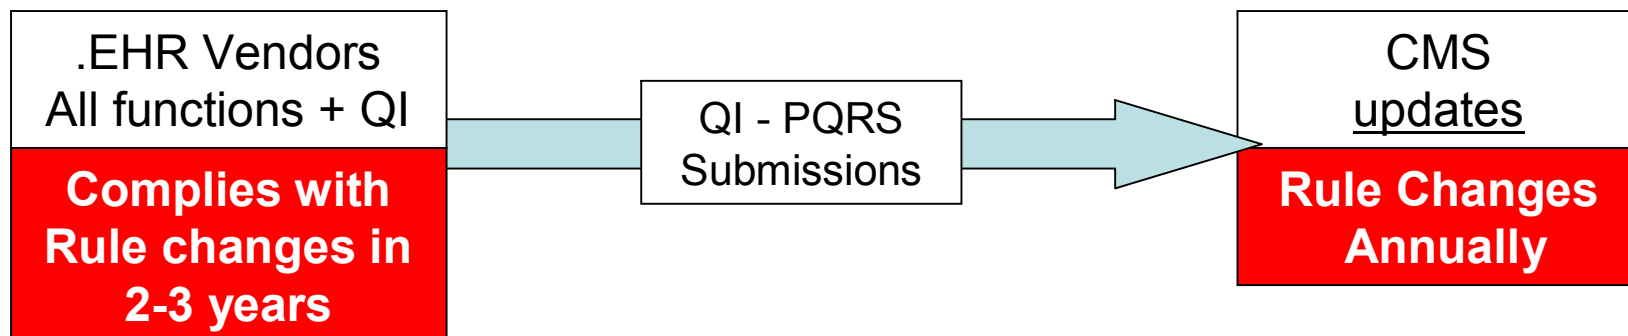 .EHR Vendors
All functions + QI
Complies with
Rule changes in
2-3 years
QI - PQRS
Submissions
CMS
updates
Rule Changes
Annually